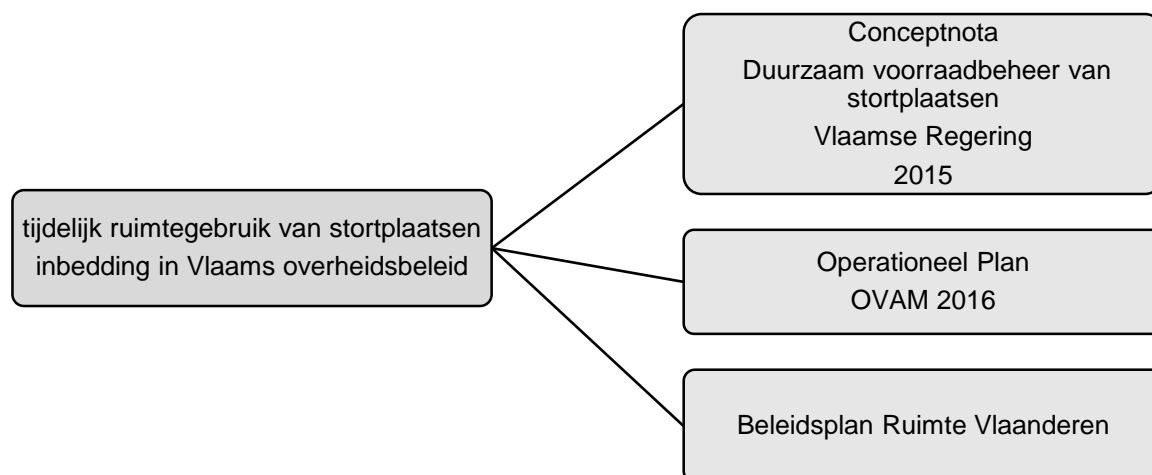 tijdelijk ruimtegebruik van stortplaatsen
inbedding in Vlaams overheidsbeleid
Conceptnota
Duurzaam voorraadbeheer van
stortplaatsen
Vlaamse Regering
2015
Operationeel Plan
OVAM 2016
Beleidsplan Ruimte Vlaanderen